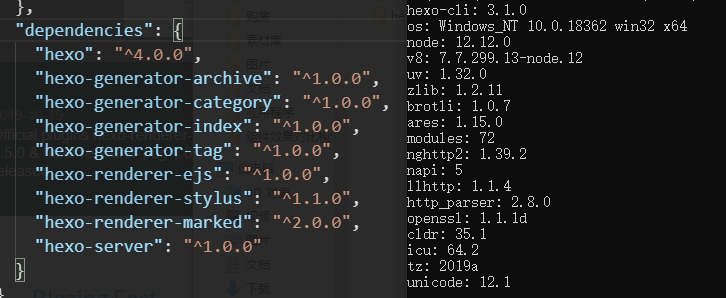 },
"dependencies": {
"hexo": "^4.0.0",
"hexo-generator-archive": "^1.0.0",
"hexo-generator-category": "^1.0.0",
"hexo-generator-index": "^1.0.0",
"hexo-generator-tag": "^1.0.0",
"hexo-renderer-ejs": "^1.0.0",
"hexo-renderer-stylus": "^1.1.0",
"hexo-renderer-marked": "^2.0.0",
"hexo-server": "^1.0.0"
}
}
hexo-cli: 3.1.0
os: Windows_NT 10.0.18362 win32 x64
node: 12.12.0
v8: 7.7.299.13-node.12
uv: 1.32.0
zlib: 1.2.11
brotli: 1.0.7
ares: 1.15.0
modules: 72
nghttp2: 1.39.2
napi: 5
llhttp: 1.1.4
http_parser: 2.8.0
openssl: 1.1.1d
cldr: 35.1
icu: 64.2
tz: 2019a
unicode: 12.1
图片
文档
下载